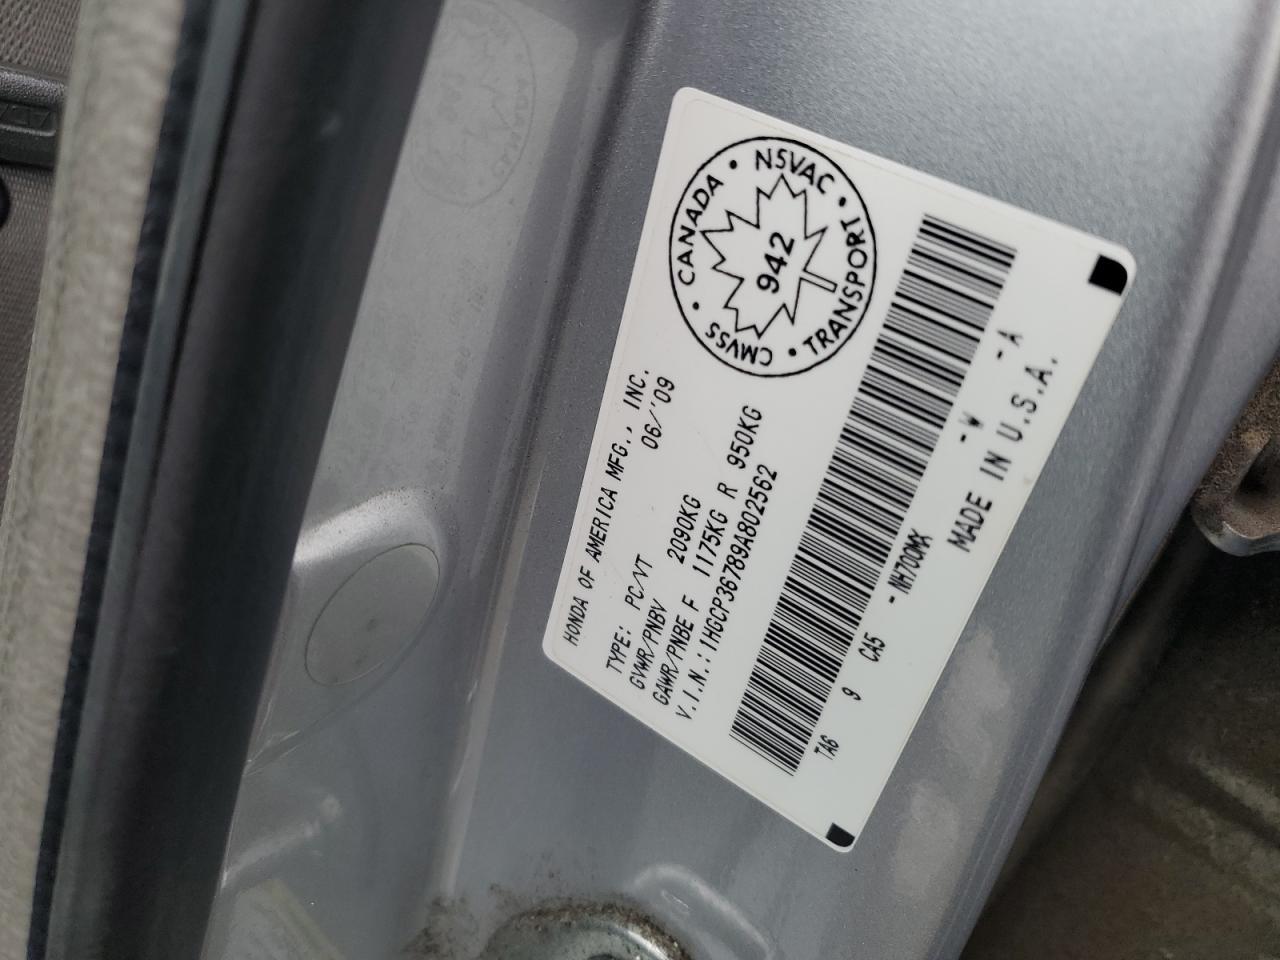 HONDA OF AMERICA MFG., INC.
06/'09
TYPE: PC/VT
GVWR/PNBV 2090KG
GAWR/PNBE F 1175KG R 950KG
V.I.N.:1HGCP36789A802562
TA6 9 CA5 -NH700MX -W -A
MADE IN U.S.A.
CANADA • N5VAC • TRANSPORT • CMVSS •
942